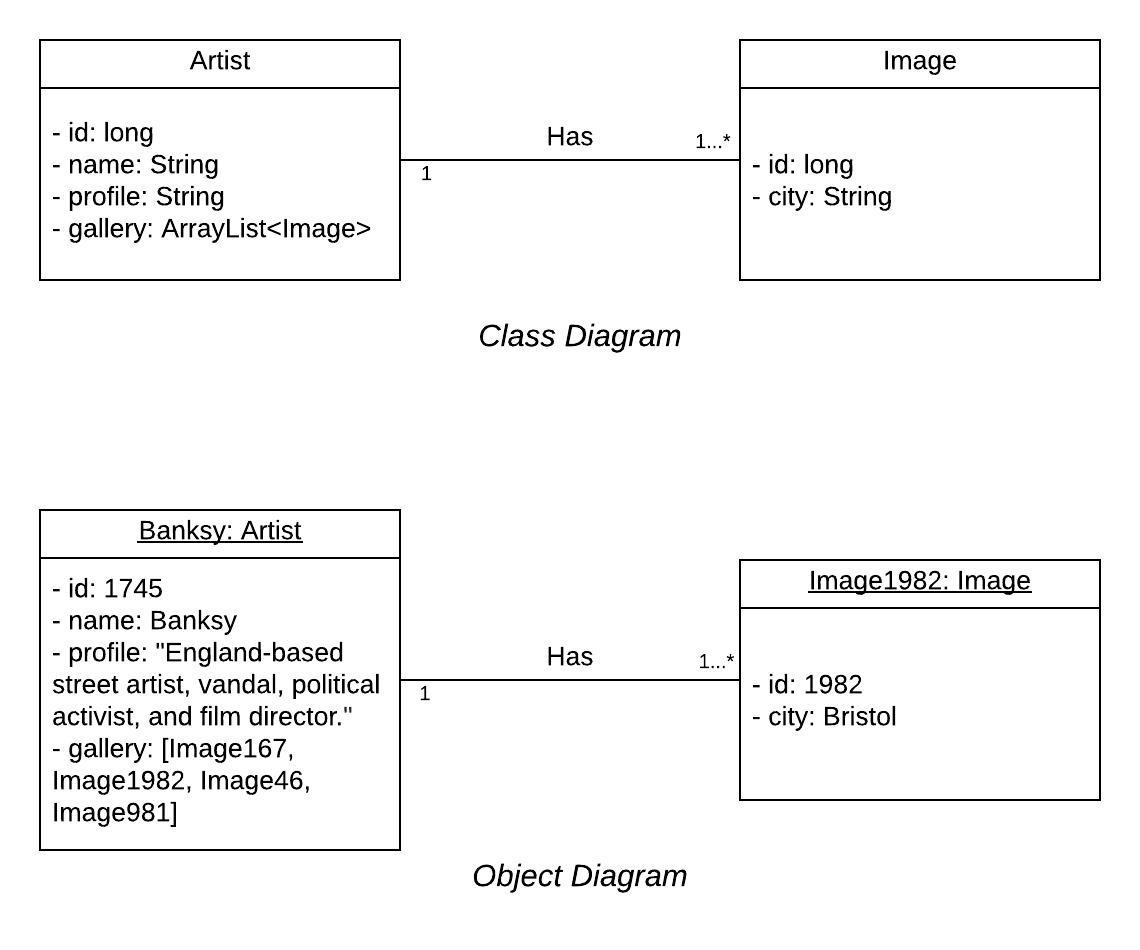 Artist
- id: long
- name: String
- profile: String
- gallery: ArrayList<Image>
Has
1...*
1
Image
- id: long
- city: String
Class Diagram
Banksy: Artist
- id: 1745
- name: Banksy
- profile: "England-based
street artist, vandal, political
activist, and film director."
- gallery: [Image167,
Image1982, Image46,
Image981]
Has
1...*
1
Image1982: Image
- id: 1982
- city: Bristol
Object Diagram